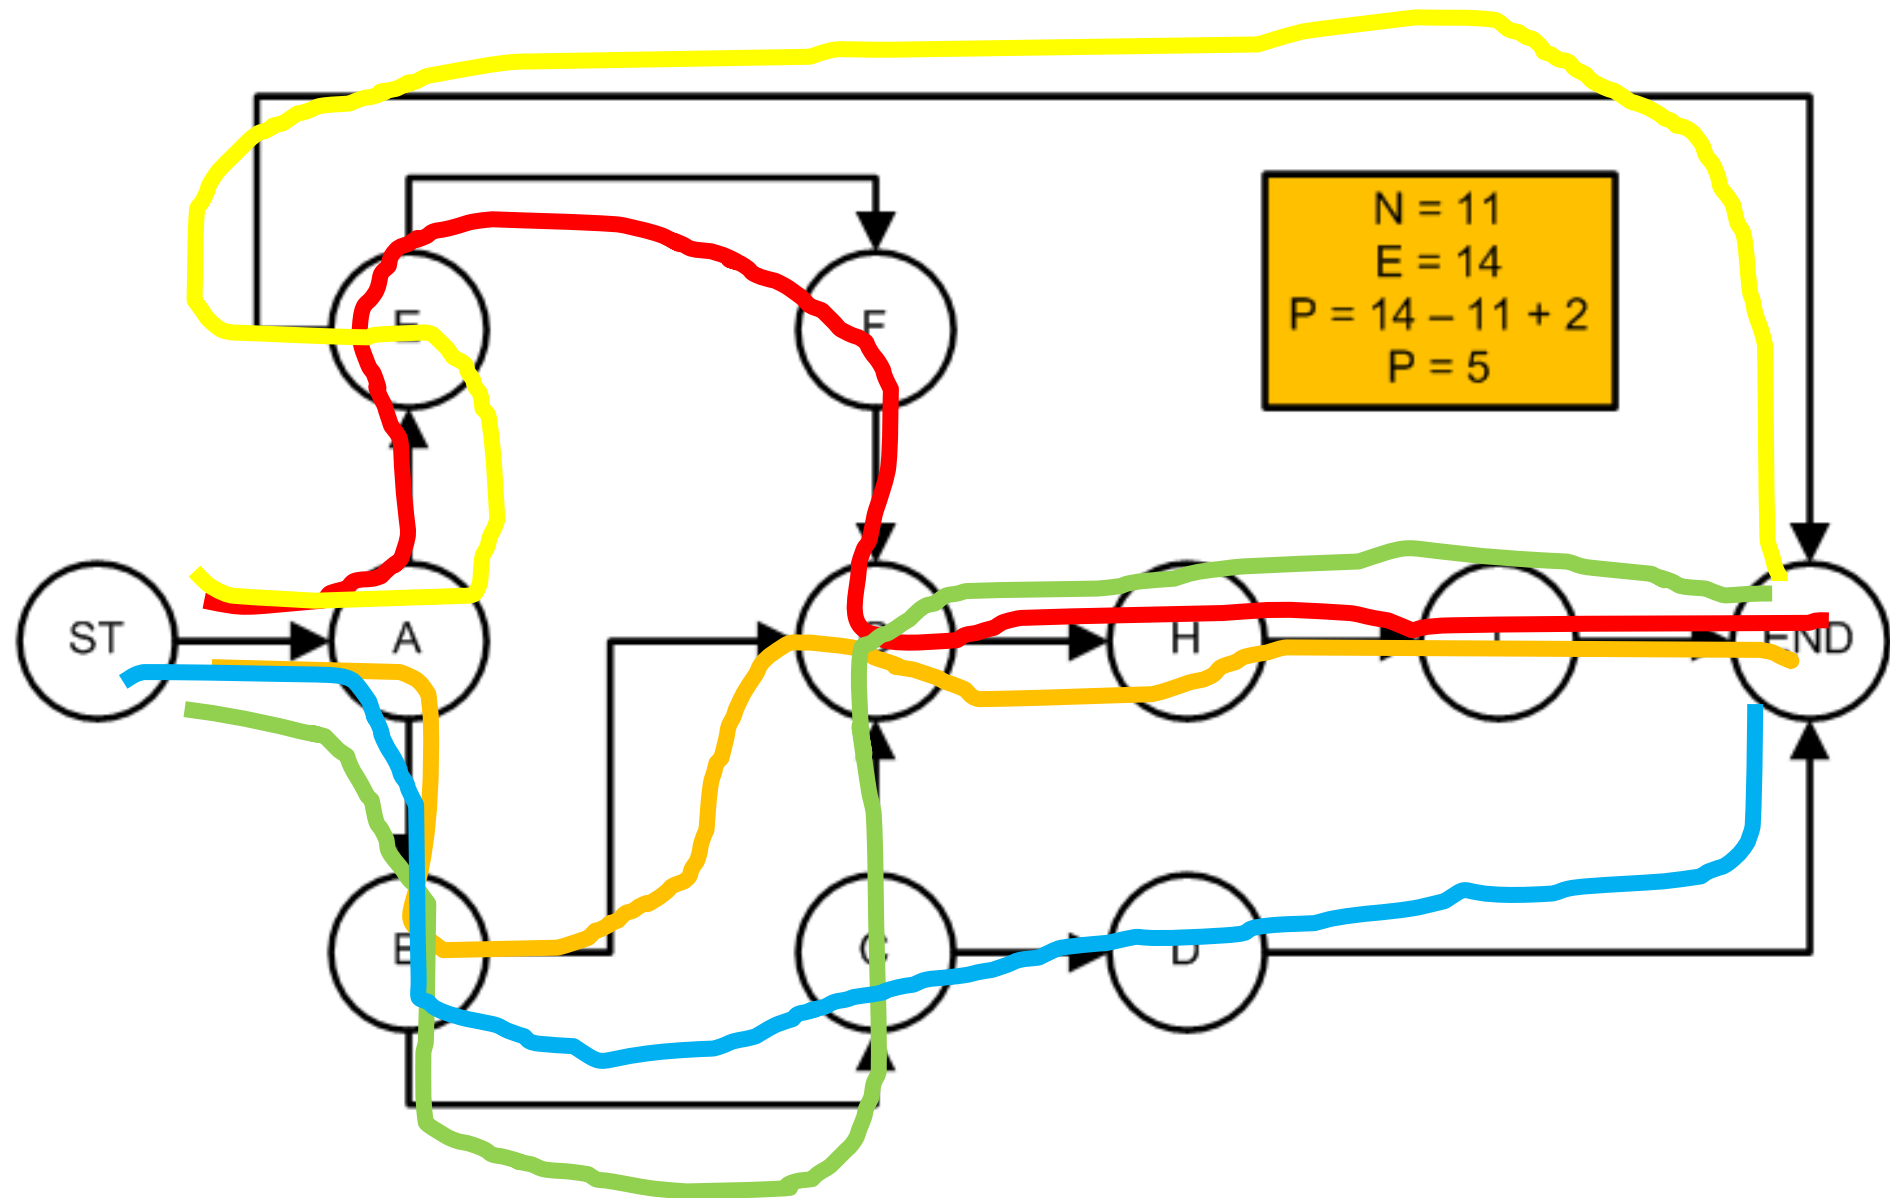 N = 11
E = 14
P = 14 – 11 + 2
P = 5
E
F
ST
A
H
END
B
C
D